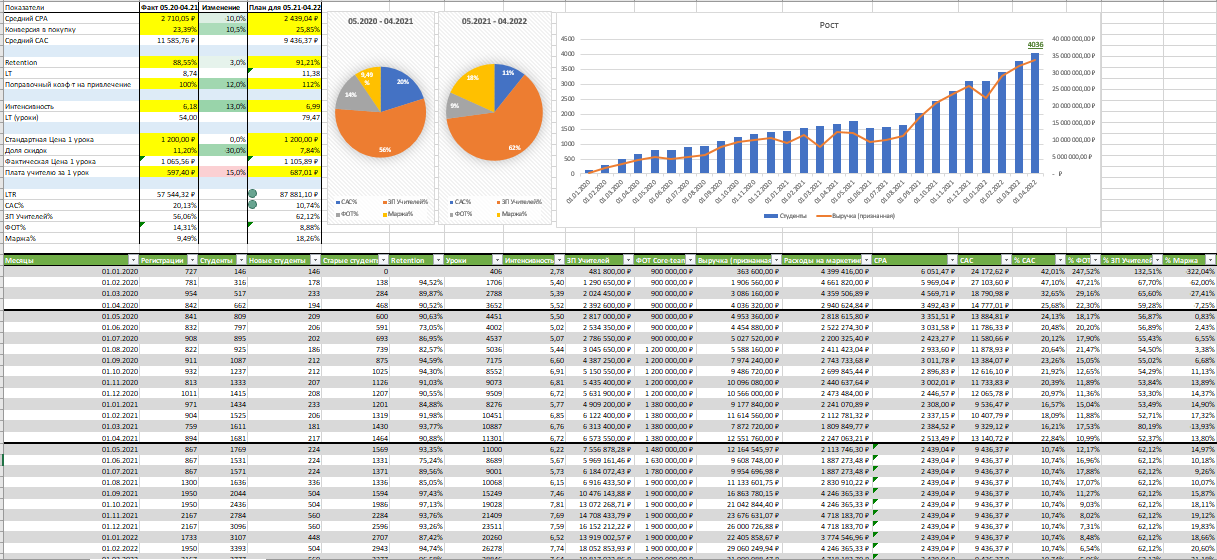 Показатели Факт 05.20-04.21 Изменение План для 05.21-04.22
Средний CPA 2 710,05 ₽ -10,0% 2 439,04 ₽
Конверсия в покупку 23,39% 10,5% 25,85%
Средний CAC 11 585,76 ₽ 9 436,37 ₽
Retention 88,55% 3,0% 91,21%
LT 8,74 11,38
Поправочный коэф-т на привлечение 100% 12,0% 112%
Интенсивность 6,18 13,0% 6,99
LT (уроки) 54,00 79,47
Стандартная Цена 1 урока 1 200,00 ₽ 0,0% 1 200,00 ₽
Доля скидок 11,20% 30,0% 7,84%
Фактическая Цена 1 урока 1 065,56 ₽ 1 105,89 ₽
Плата учителю за 1 урок 597,40 ₽ 15,0% 687,01 ₽
LTR 57 544,32 ₽ 87 881,10 ₽
CAC% 20,13% 10,74%
ЗП Учителей% 56,06% 62,12%
ФОТ% 14,31% 8,88%
Маржа% 9,49% 18,26%
05.2020 - 04.2021
9,49%
20%
14%
56%
CAC% ЗП Учителей%
ФОТ% Маржа%
05.2021 - 04.2022
18%
11%
9%
62%
CAC% ЗП Учителей%
ФОТ% Маржа%
Рост
4036
4500
4000
3500
3000
2500
2000
1500
1000
500
0
40 000 000,00 ₽
35 000 000,00 ₽
30 000 000,00 ₽
25 000 000,00 ₽
20 000 000,00 ₽
15 000 000,00 ₽
10 000 000,00 ₽
5 000 000,00 ₽
- ₽
01.01.2020 01.02.2020 01.03.2020 01.04.2020 01.05.2020 01.06.2020 01.07.2020 01.08.2020 01.09.2020 01.10.2020 01.11.2020 01.12.2020 01.01.2021 01.02.2021 01.03.2021 01.04.2021 01.05.2021 01.06.2021 01.07.2021 01.08.2021 01.09.2021 01.10.2021 01.11.2021 01.12.2021 01.01.2022 01.02.2022 01.03.2022 01.04.2022
Студенты Выручка (признанная)
Месяцы Регистрации Студенты Новые студенты Старые студенты Retention Уроки Интенсивность ЗП Учителей ФОТ Core-team Выручка (признанная Расходы на маркетинг CPA CAC % CAC % ФОТ % ЗП Учителей % Маржа
01.01.2020 727 146 146 0 406 2,78 481 800,00 ₽ 900 000,00 ₽ 363 600,00 ₽ 4 399 416,00 ₽ 6 051,47 ₽ 24 172,62 ₽ 42,01% 247,52% 132,51% 322,04%
01.02.2020 781 316 178 138 94,52% 1706 5,40 1 290 650,00 ₽ 900 000,00 ₽ 1 906 560,00 ₽ 4 661 820,00 ₽ 5 969,04 ₽ 27 103,60 ₽ 47,10% 47,21% 67,70% 62,00%
01.03.2020 954 517 233 284 89,87% 2788 5,39 2 024 450,00 ₽ 900 000,00 ₽ 3 086 160,00 ₽ 4 359 506,89 ₽ 4 569,71 ₽ 18 790,98 ₽ 32,65% 29,16% 65,60% 27,41%
01.04.2020 842 662 194 468 90,52% 3652 5,52 2 392 600,00 ₽ 900 000,00 ₽ 4 036 320,00 ₽ 2 940 624,84 ₽ 3 492,43 ₽ 14 777,01 ₽ 25,68% 22,30% 59,28% 7,25%
01.05.2020 841 809 209 600 90,63% 4451 5,50 2 817 000,00 ₽ 900 000,00 ₽ 4 953 360,00 ₽ 2 818 615,80 ₽ 3 351,51 ₽ 13 884,81 ₽ 24,13% 18,17% 56,87% 0,83%
01.06.2020 832 797 206 591 73,05% 4002 5,02 2 534 350,00 ₽ 900 000,00 ₽ 4 454 880,00 ₽ 2 522 274,30 ₽ 3 031,58 ₽ 11 786,33 ₽ 20,48% 20,20% 56,89% 2,43%
01.07.2020 908 895 202 693 86,95% 4537 5,07 2 786 550,00 ₽ 900 000,00 ₽ 5 027 520,00 ₽ 2 200 325,40 ₽ 2 423,27 ₽ 11 580,66 ₽ 20,12% 17,90% 55,43% 6,55%
01.08.2020 822 925 186 739 82,57% 5036 5,44 3 045 650,00 ₽ 1 200 000,00 ₽ 5 588 160,00 ₽ 2 411 423,04 ₽ 2 933,60 ₽ 11 878,93 ₽ 20,64% 21,47% 54,50% 3,38%
01.09.2020 911 1087 212 875 94,59% 7175 6,60 4 387 250,00 ₽ 1 200 000,00 ₽ 7 974 240,00 ₽ 2 743 733,68 ₽ 3 011,78 ₽ 13 384,07 ₽ 23,26% 15,05% 55,02% 6,68%
01.10.2020 932 1237 212 1025 94,30% 8552 6,91 5 150 550,00 ₽ 1 200 000,00 ₽ 9 486 720,00 ₽ 2 699 845,44 ₽ 2 896,83 ₽ 12 616,10 ₽ 21,92% 12,65% 54,29% 11,13%
01.11.2020 813 1333 207 1126 91,03% 9073 6,81 5 435 400,00 ₽ 1 200 000,00 ₽ 10 096 080,00 ₽ 2 440 637,64 ₽ 3 002,01 ₽ 11 733,83 ₽ 20,39% 11,89% 53,84% 13,89%
01.12.2020 1011 1415 208 1207 90,55% 9509 6,72 5 631 900,00 ₽ 1 200 000,00 ₽ 10 566 000,00 ₽ 2 473 484,00 ₽ 2 446,57 ₽ 12 065,78 ₽ 20,97% 11,36% 53,30% 14,37%
01.01.2021 971 1434 233 1201 84,88% 8276 5,77 4 909 200,00 ₽ 1 380 000,00 ₽ 9 177 840,00 ₽ 2 241 070,89 ₽ 2 308,00 ₽ 9 536,47 ₽ 16,57% 15,04% 53,49% 14,90%
01.02.2021 904 1525 206 1319 91,98% 10451 6,85 6 122 400,00 ₽ 1 380 000,00 ₽ 11 614 560,00 ₽ 2 112 781,32 ₽ 2 337,15 ₽ 10 407,79 ₽ 18,09% 11,88% 52,71% 17,32%
01.03.2021 759 1611 181 1430 93,77% 10887 6,76 6 313 400,00 ₽ 1 380 000,00 ₽ 7 872 720,00 ₽ 1 809 849,77 ₽ 2 384,52 ₽ 9 329,12 ₽ 16,21% 17,53% 80,19% 13,93%
01.04.2021 894 1681 217 1464 90,88% 11301 6,72 6 573 550,00 ₽ 1 380 000,00 ₽ 12 551 760,00 ₽ 2 247 063,21 ₽ 2 513,49 ₽ 13 140,72 ₽ 22,84% 10,99% 52,37% 13,80%
01.05.2021 867 1769 224 1569 93,35% 11000 6,22 7 556 878,28 ₽ 1 480 000,00 ₽ 12 164 545,97 ₽ 2 113 746,30 ₽ 2 439,04 ₽ 9 436,37 ₽ 10,74% 12,17% 62,12% 14,97%
01.06.2021 867 1531 224 1331 75,24% 8689 5,67 5 969 161,46 ₽ 1 630 000,00 ₽ 9 608 748,00 ₽ 1 887 273,48 ₽ 2 439,04 ₽ 9 436,37 ₽ 10,74% 16,96% 62,12% 10,18%
01.07.2021 867 1571 224 1371 89,56% 9001 5,73 6 184 072,43 ₽ 1 780 000,00 ₽ 9 954 696,98 ₽ 1 887 273,48 ₽ 2 439,04 ₽ 9 436,37 ₽ 10,74% 17,88% 62,12% 9,26%
01.08.2021 1300 1636 336 1336 85,05% 10068 6,15 6 916 433,50 ₽ 1 900 000,00 ₽ 11 133 601,75 ₽ 2 830 910,22 ₽ 2 439,04 ₽ 9 436,37 ₽ 10,74% 17,07% 62,12% 10,07%
01.09.2021 1950 2044 504 1594 97,43% 15249 7,46 10 476 143,88 ₽ 1 900 000,00 ₽ 16 863 780,15 ₽ 4 246 365,33 ₽ 2 439,04 ₽ 9 436,37 ₽ 10,74% 11,27% 62,12% 15,87%
01.10.2021 1950 2436 504 1986 97,13% 19028 7,81 13 072 268,71 ₽ 1 900 000,00 ₽ 21 042 844,40 ₽ 4 246 365,33 ₽ 2 439,04 ₽ 9 436,37 ₽ 10,74% 9,03% 62,12% 18,11%
01.11.2021 2167 2784 560 2284 93,76% 21409 7,69 14 708 433,79 ₽ 1 900 000,00 ₽ 23 676 631,07 ₽ 4 718 183,70 ₽ 2 439,04 ₽ 9 436,37 ₽ 10,74% 8,02% 62,12% 19,12%
01.12.2021 2167 3096 560 2596 93,26% 23511 7,59 16 152 212,22 ₽ 1 900 000,00 ₽ 26 000 726,88 ₽ 4 718 183,70 ₽ 2 439,04 ₽ 9 436,37 ₽ 10,74% 7,31% 62,12% 19,83%
01.01.2022 1733 3107 448 2707 87,42% 20260 6,52 13 919 002,57 ₽ 1 900 000,00 ₽ 22 405 858,67 ₽ 3 774 546,96 ₽ 2 439,04 ₽ 9 436,37 ₽ 10,74% 8,48% 62,12% 18,66%
01.02.2022 1950 3393 504 2943 94,74% 26278 7,74 18 052 853,93 ₽ 1 900 000,00 ₽ 29 060 249,94 ₽ 4 246 365,33 ₽ 2 439,04 ₽ 9 436,37 ₽ 10,74% 6,54% 62,12% 20,60%